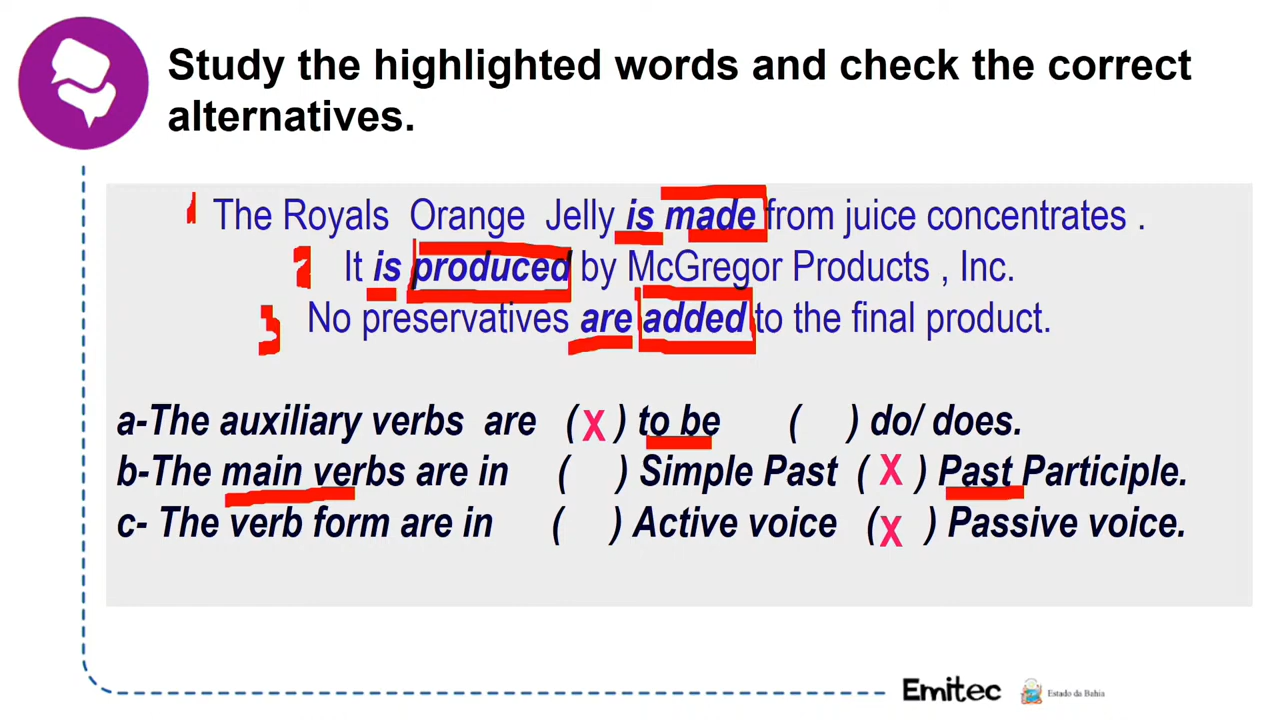 Study the highlighted words and check the correct
alternatives.
1 The Royals Orange Jelly is made from juice concentrates .
2 It is produced by McGregor Products , Inc.
3 No preservatives are added to the final product.
a-The auxiliary verbs are (X) to be ( ) do/ does.
b-The main verbs are in ( ) Simple Past (X) Past Participle.
c- The verb form are in ( ) Active voice (X) Passive voice.
Emitec Estado da Bahia